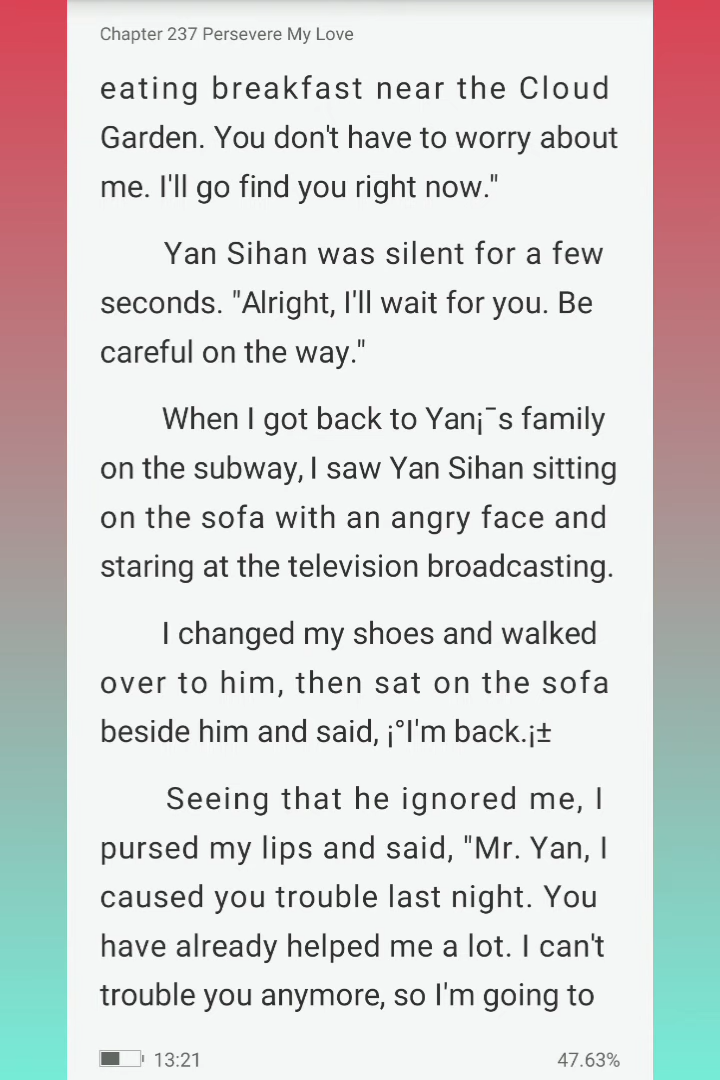 Chapter 237 Persevere My Love
eating breakfast near the Cloud
Garden. You don't have to worry about
me. I'll go find you right now."
Yan Sihan was silent for a few
seconds. "Alright, I'll wait for you. Be
careful on the way."
When I got back to Yan¡¯s family
on the subway, I saw Yan Sihan sitting
on the sofa with an angry face and
staring at the television broadcasting.
I changed my shoes and walked
over to him, then sat on the sofa
beside him and said, ¡°I'm back.¡±
Seeing that he ignored me, I
pursed my lips and said, "Mr. Yan, I
caused you trouble last night. You
have already helped me a lot. I can't
trouble you anymore, so I'm going to
13:21 47.63%